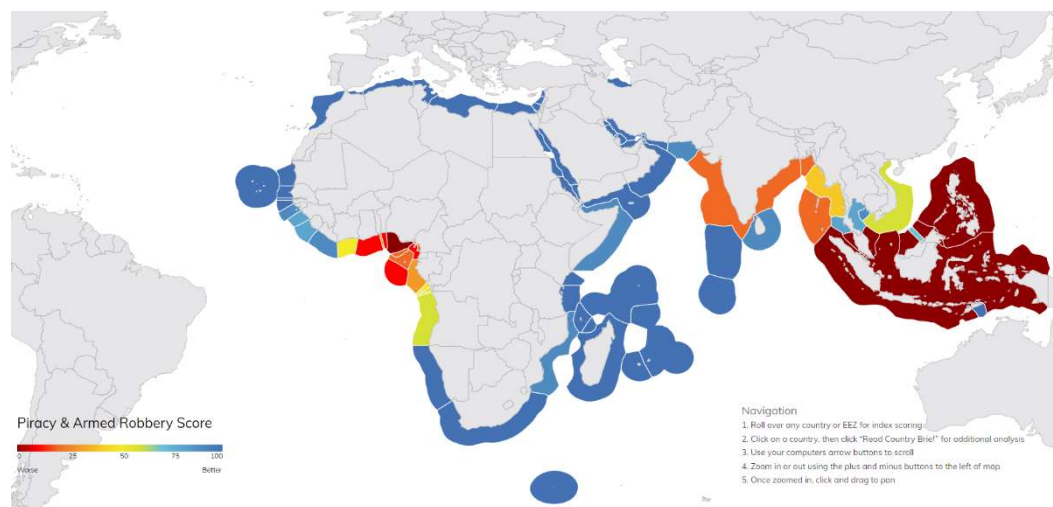 Piracy & Armed Robbery Score
0 25 50 75 100
Worse Better
Navigation
1. Roll over any country or EEZ for index scoring
2. Click on a country, then click "Read Country Brief" for additional analysis
3. Use your computers arrow buttons to scroll
4. Zoom in or out using the plus and minus buttons to the left of map
5. Once zoomed in, click and drag to pan